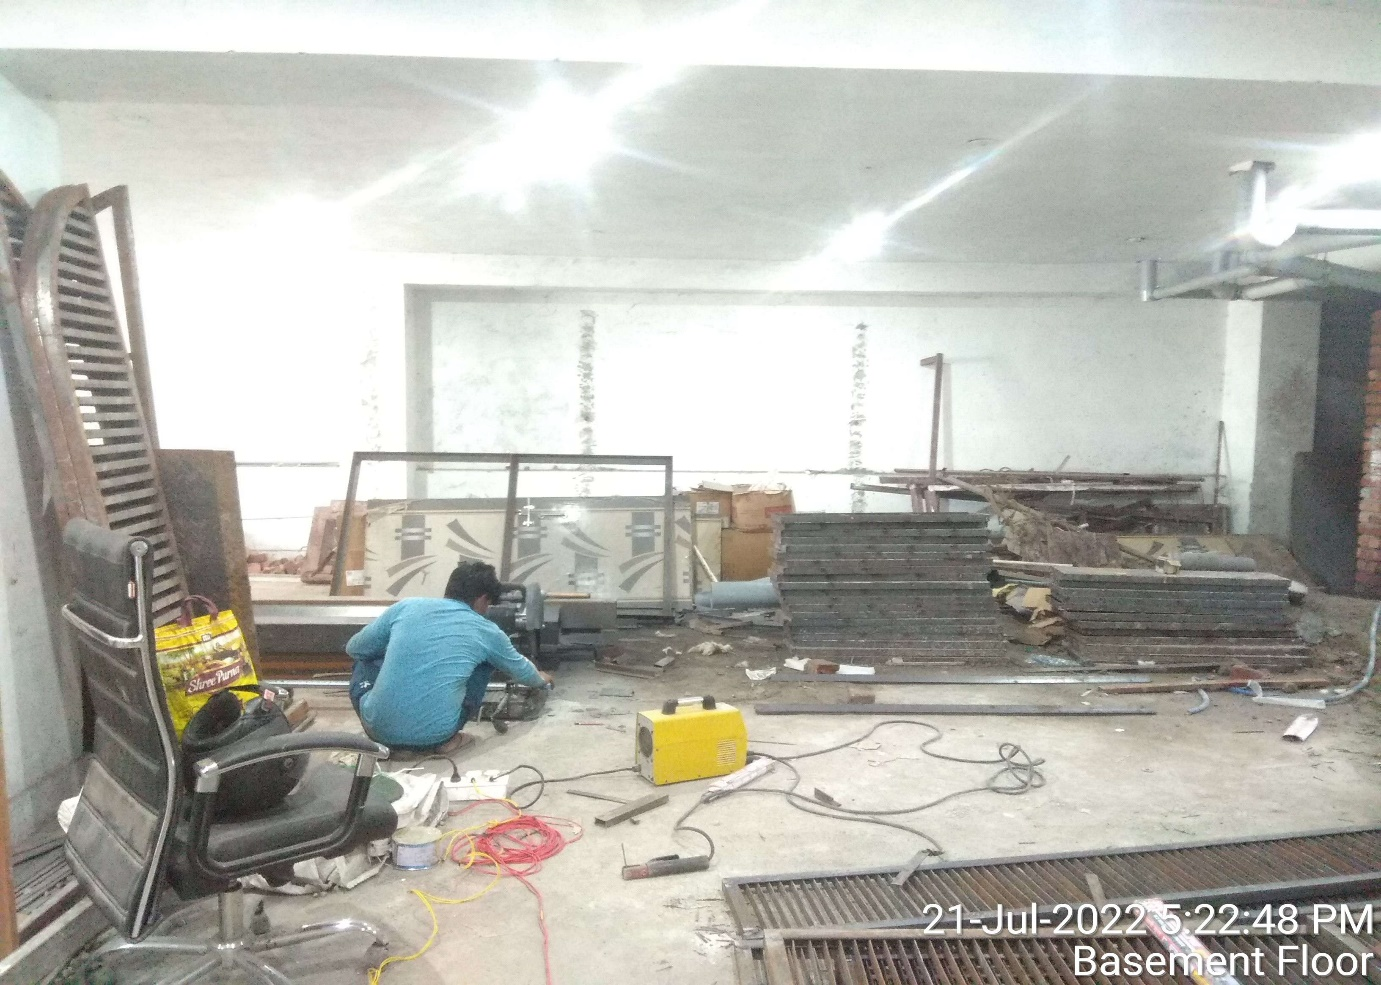 Shree Purna
21-Jul-2022 5:22:48 PM
Basement Floor